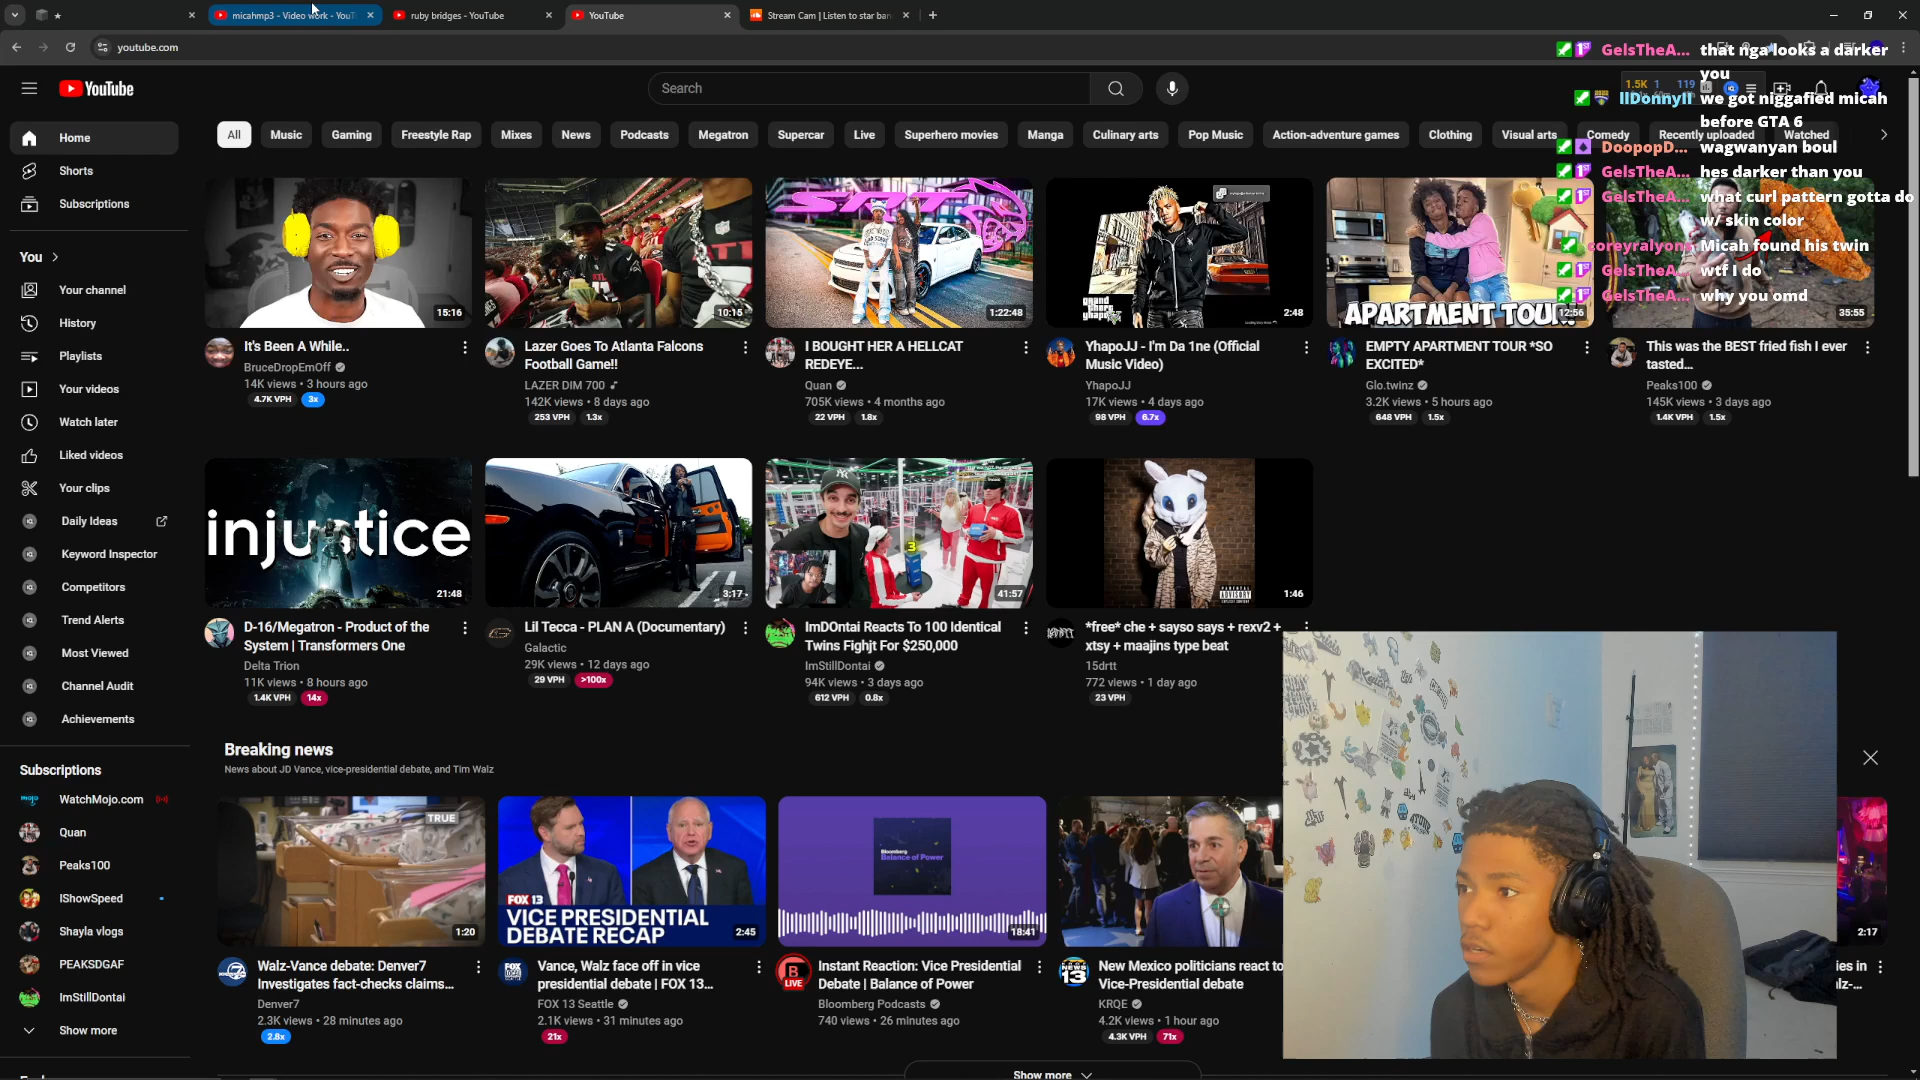 micahmp3 - Video work - YouT
ruby bridges - YouTube
YouTube
Stream Cam | Listen to star ban
youtube.com
YouTube
Search
1.5K 1 119
GelsTheA... that nga looks a darker
you
llDonnyll we got niggafied micah
before GTA 6
DoopopD... wagwanyan boul
GelsTheA... hes darker than you
GelsTheA... what curl pattern gotta do
w/ skin color
coreyralyons Micah found his twin
GelsTheA... wtf I do
GelsTheA... why you omd
Home
Shorts
Subscriptions
You
Your channel
History
Playlists
Your videos
Watch later
Liked videos
Your clips
Daily Ideas
Keyword Inspector
Competitors
Trend Alerts
Most Viewed
Channel Audit
Achievements
Subscriptions
WatchMojo.com
Quan
Peaks100
IShowSpeed
Shayla vlogs
PEAKSDGAF
ImStillDontai
Show more
All
Music
Gaming
Freestyle Rap
Mixes
News
Podcasts
Megatron
Supercar
Live
Superhero movies
Manga
Culinary arts
Pop Music
Action-adventure games
Clothing
Visual arts
Comedy
Recently uploaded
Watched
15:16
It's Been A While..
BruceDropEmOff
14K views • 3 hours ago
4.7K VPH 3x
10:15
Lazer Goes To Atlanta Falcons
Football Game!!
LAZER DIM 700
142K views • 8 days ago
253 VPH 1.3x
SRT
1:22:48
I BOUGHT HER A HELLCAT
REDEYE...
Quan
705K views • 4 months ago
22 VPH 1.8x
grand
theft
yhapo
2:48
YhapoJJ - I'm Da 1ne (Official
Music Video)
YhapoJJ
17K views • 4 days ago
98 VPH 6.7x
APARTMENT TOUR
12:56
EMPTY APARTMENT TOUR *SO
EXCITED*
Glo.twinz
3.2K views • 5 hours ago
648 VPH 1.5x
35:55
This was the BEST fried fish I ever
tasted...
Peaks100
145K views • 3 days ago
1.4K VPH 1.5x
injustice
21:48
D-16/Megatron - Product of the
System | Transformers One
Delta Trion
11K views • 8 hours ago
1.4K VPH 14x
3:17
Lil Tecca - PLAN A (Documentary)
Galactic
29K views • 12 days ago
29 VPH >100x
3
41:57
ImDOntai Reacts To 100 Identical
Twins Fighjt For $250,000
ImStillDontai
94K views • 3 days ago
612 VPH 0.8x
PARENTAL
ADVISORY
1:46
*free* che + sayso says + rexv2 +
xtsy + maajins type beat
15drtt
772 views • 1 day ago
23 VPH
Breaking news
News about JD Vance, vice-presidential debate, and Tim Walz
TRUE
1:20
Walz-Vance debate: Denver7
Investigates fact-checks claims...
Denver7
2.3K views • 28 minutes ago
2.8x
FOX 13
VICE PRESIDENTIAL
DEBATE RECAP
2:45
Vance, Walz face off in vice
presidential debate | FOX 13...
FOX 13 Seattle
2.1K views • 31 minutes ago
21x
Bloomberg
Balance of Power
18:41
Instant Reaction: Vice Presidential
Debate | Balance of Power
Bloomberg Podcasts
740 views • 26 minutes ago
New Mexico politicians react to
Vice-Presidential debate
KRQE
4.2K views • 1 hour ago
4.3K VPH 71x
2:17
ies in
lz-...
Show more